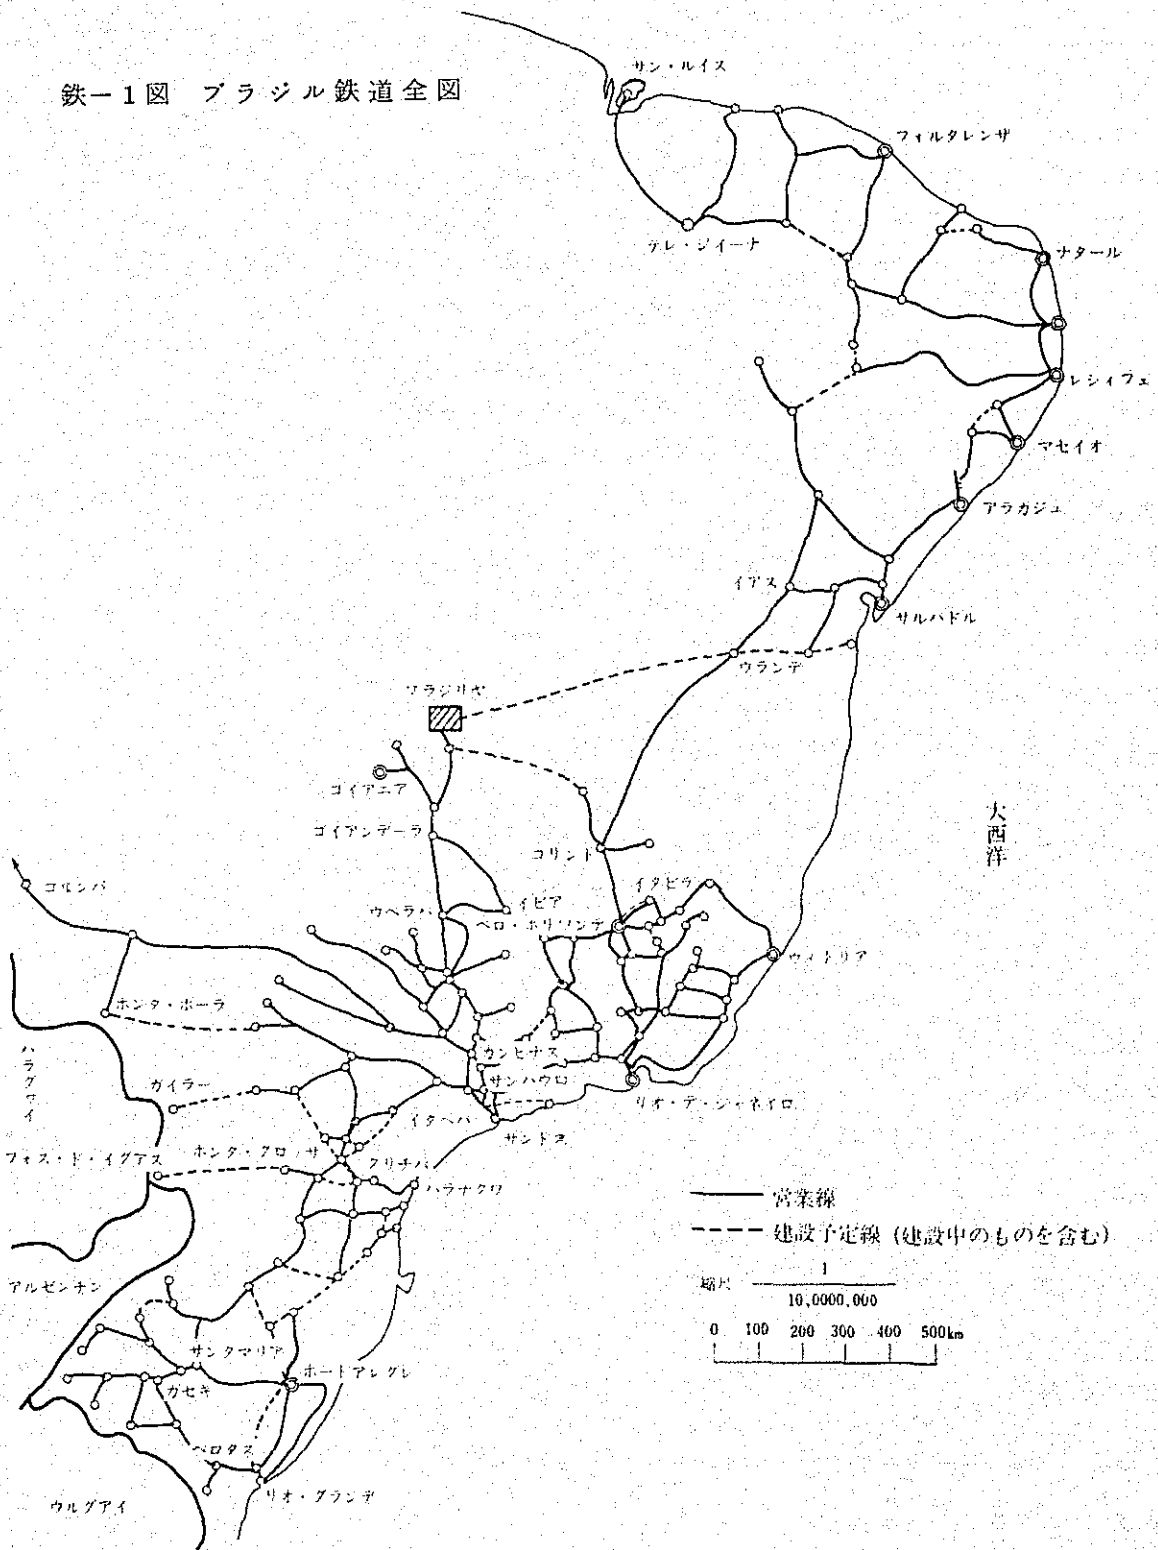 鉄－1図 ブラジル鉄道全図
サン・ルイス
フォルタレンザ
テレ・ジイーナ
ナタール
レシィフェ
マセイオ
アラカジュ
イアス
サルバドル
ウランデ
ブラジリヤ
ゴイアニア
ゴイアンデーラ
大西洋
コリント
コルンバ
イタビラ
ウベラバ
イビア
ベロ・ホリゾンテ
ヴィトリア
ホンタ・ポーラ
パラグワイ
カンピナス
ガイラー
サンパウロ
リオ・デ・ジャネイロ
イタペバ
サントス
フォス・ド・イグアス
ポンタ・グロッサ
クリチバ
パラナグワ
営業線
建設予定線 (建設中のものを含む)
縮尺 1
10,0000,000
0 100 200 300 400 500km
アルゼンチン
サンタマリア
ポートアレグレ
ガセキ
ペロタス
リオ・グランデ
ウルグアイ